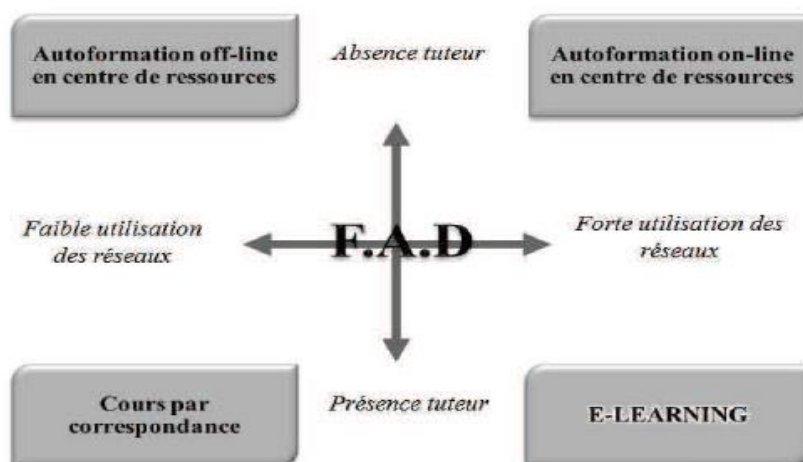 Autoformation off-line
en centre de ressources
Absence tuteur
Autoformation on-line
en centre de ressources
Faible utilisation
des réseaux
F.A.D
Forte utilisation des
réseaux
Cours par
correspondance
Présence tuteur
E-LEARNING